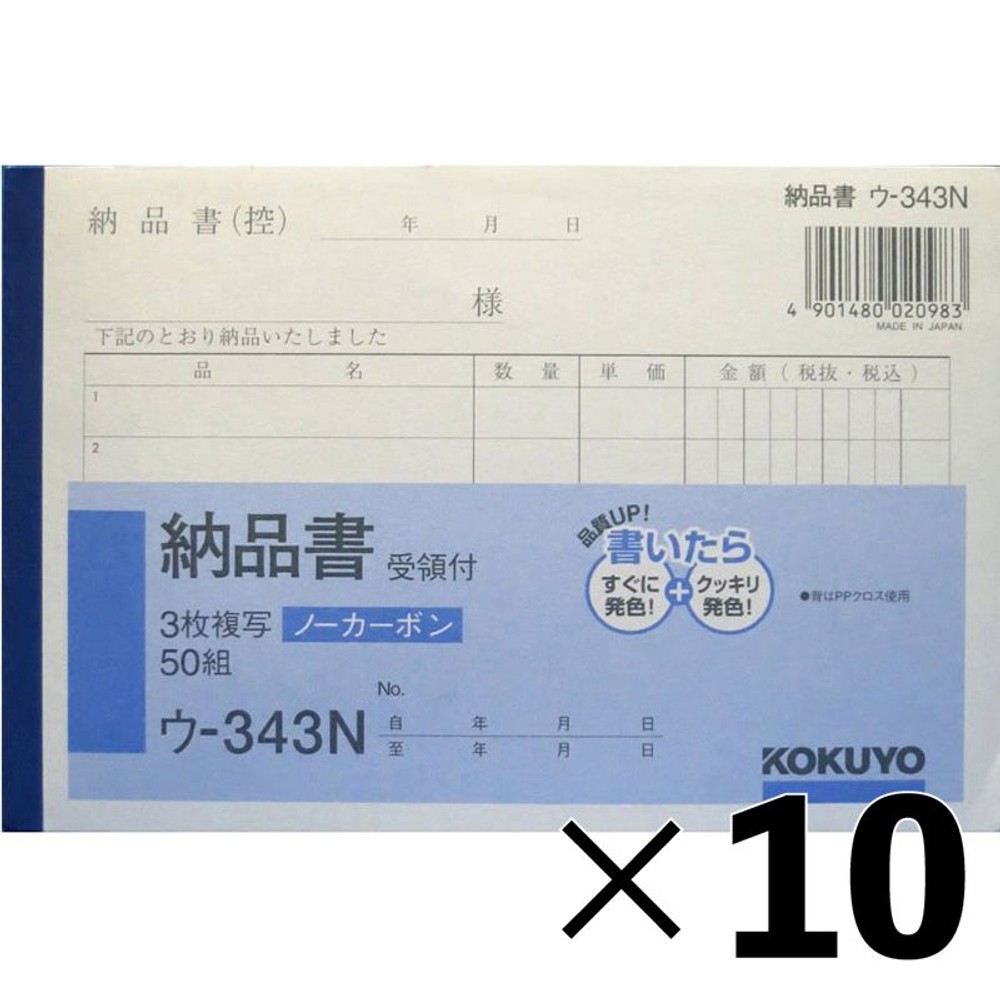 納品書 ウ-343N
納品書(控)
年 月 日
4 901480 020983
MADE IN JAPAN
様
下記のとおり納品いたしました
品 名 数量 単価 金額(税抜・税込)
1
2
納品書 受領付
品質UP!
書いたら
すぐに発色! + クッキリ発色!
●背はPPクロス使用
3枚複写 ノーカーボン
50組
No.
ウ-343N
自 年 月 日
至 年 月 日
KOKUYO
×10